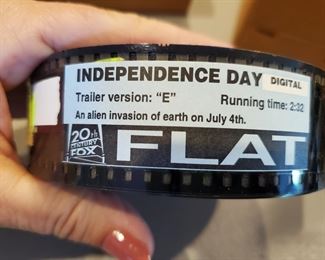 INDEPENDENCE DAY DIGITAL
Trailer version: "E" Running time: 2:32
An alien invasion of earth on July 4th.
20th
CENTURY
FOX
FLAT